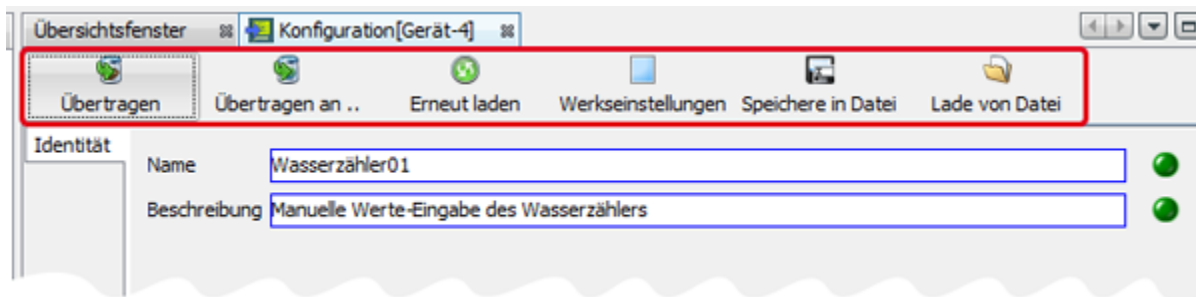 Übersichtsfenster Konfiguration[Gerät-4]
Übertragen Übertragen an .. Erneut laden Werkseinstellungen Speichere in Datei Lade von Datei
Identität
Name Wasserzähler01
Beschreibung Manuelle Werte-Eingabe des Wasserzählers